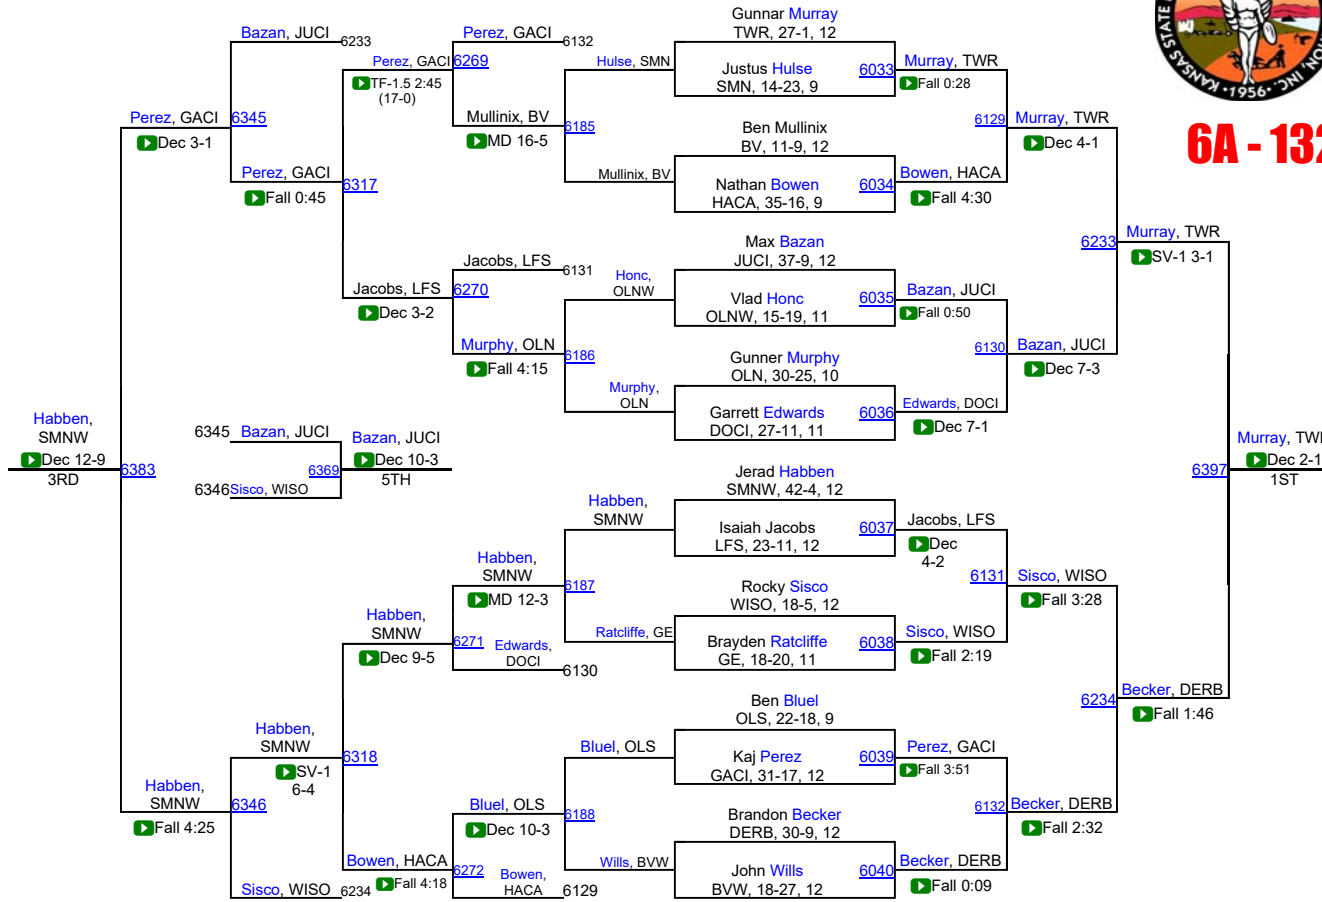 Gunnar Murray
TWR, 27-1, 12
Justus Hulse
SMN, 14-23, 9
6033
Ben Mullinix
BV, 11-9, 12
Nathan Bowen
HACA, 35-16, 9
6034
Max Bazan
JUCI, 37-9, 12
Vlad Honc
OLNW, 15-19, 11
6035
Gunner Murphy
OLN, 30-25, 10
Garrett Edwards
DOCI, 27-11, 11
6036
Jerad Habben
SMNW, 42-4, 12
Isaiah Jacobs
LFS, 23-11, 12
6037
Rocky Sisco
WISO, 18-5, 12
Brayden Ratcliffe
GE, 18-20, 11
6038
Ben Bluel
OLS, 22-18, 9
Kaj Perez
GACI, 31-17, 12
6039
Brandon Becker
DERB, 30-9, 12
John Wills
BVW, 18-27, 12
6040
Murray, TWR
Fall 0:28
6129
Bowen, HACA
Fall 4:30
Bazan, JUCI
Fall 0:50
6130
Edwards, DOCI
Dec 7-1
Jacobs, LFS
Dec
4-2
6131
Sisco, WISO
Fall 2:19
Perez, GACI
Fall 3:51
6132
Becker, DERB
Fall 0:09
Murray, TWR
Dec 4-1
6233
Bazan, JUCI
Dec 7-3
Sisco, WISO
Fall 3:28
6234
Becker, DERB
Fall 2:32
Murray, TWR
SV-1 3-1
6397
Becker, DERB
Fall 1:46
Murray, TW
Dec 2-1
1ST
Hulse, SMN
6185
Mullinix, BV
Honc,
OLNW
6186
Murphy,
OLN
Habben,
SMNW
6187
Ratcliffe, GE
Bluel, OLS
6188
Wills, BVW
Perez, GACI
6132
6269
Mullinix, BV
MD 16-5
Jacobs, LFS
6131
6270
Murphy, OLN
Fall 4:15
Habben,
SMNW
MD 12-3
6271
Edwards,
DOCI
6130
Bluel, OLS
Dec 10-3
6272
Bowen,
HACA
6129
Perez, GACI
TF-1.5 2:45
(17-0)
6317
Jacobs, LFS
Dec 3-2
Habben,
SMNW
Dec 9-5
6318
Bowen, HACA
Fall 4:18
Bazan, JUCI
6233
6345
Perez, GACI
Fall 0:45
Habben,
SMNW
SV-1
6-4
6346
Sisco, WISO
6234
Perez, GACI
Dec 3-1
6383
Habben,
SMNW
Fall 4:25
Habben,
SMNW
Dec 12-9
3RD
6345
Bazan, JUCI
6369
6346
Sisco, WISO
Bazan, JUCI
Dec 10-3
5TH
KANSAS STATE
ION, INC.
•1956•
6A - 132